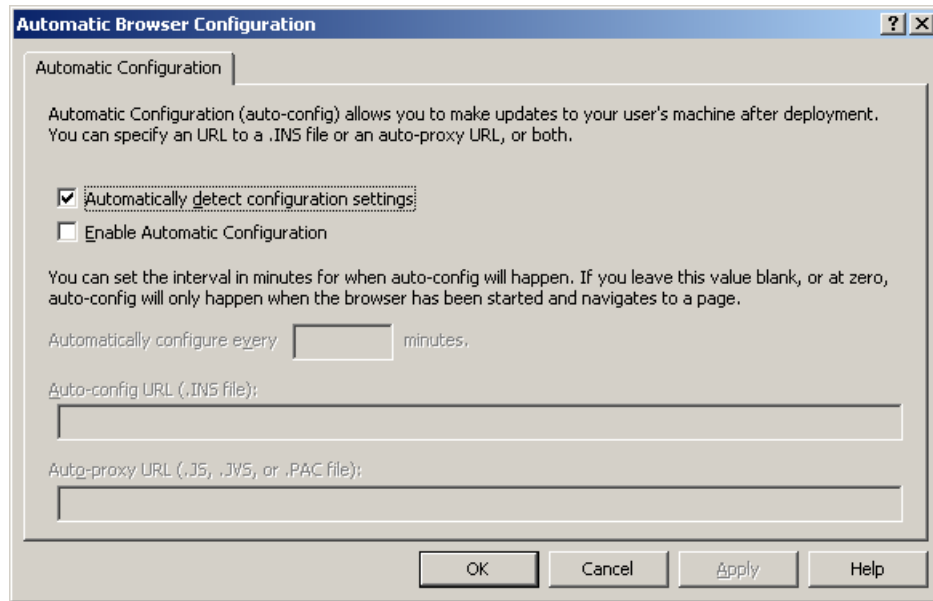 Automatic Browser Configuration
Automatic Configuration
Automatic Configuration (auto-config) allows you to make updates to your user's machine after deployment.
You can specify an URL to a .INS file or an auto-proxy URL, or both.
Automatically detect configuration settings
Enable Automatic Configuration
You can set the interval in minutes for when auto-config will happen. If you leave this value blank, or at zero,
auto-config will only happen when the browser has been started and navigates to a page.
Automatically configure every minutes.
Auto-config URL (.INS file):
Auto-proxy URL (.JS, .JVS, or .PAC file):
OK Cancel Apply Help